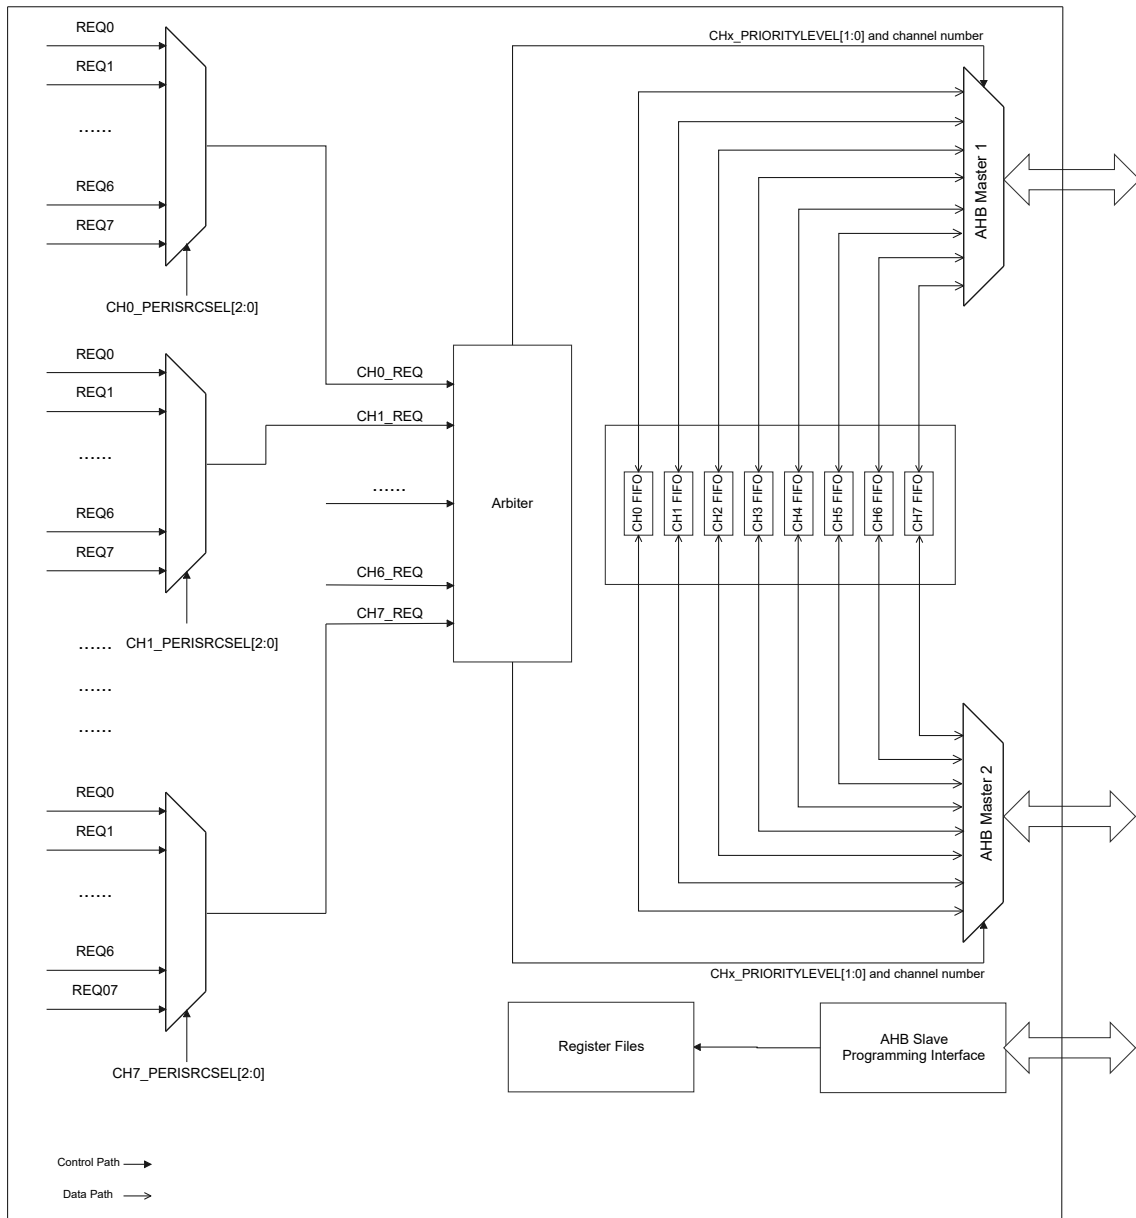 REQ0
REQ1
......
REQ6
REQ7
CH0_PERISRCSEL[2:0]
REQ0
REQ1
......
REQ6
REQ7
CH1_PERISRCSEL[2:0]
......
......
......
REQ0
REQ1
......
REQ6
REQ07
CH7_PERISRCSEL[2:0]
CH0_REQ
CH1_REQ
......
CH6_REQ
CH7_REQ
Arbiter
CHx_PRIORITYLEVEL[1:0] and channel number
AHB Master 1
CH0 FIFO
CH1 FIFO
CH2 FIFO
CH3 FIFO
CH4 FIFO
CH5 FIFO
CH6 FIFO
CH7 FIFO
AHB Master 2
CHx_PRIORITYLEVEL[1:0] and channel number
Register Files
AHB Slave
Programming Interface
Control Path
Data Path